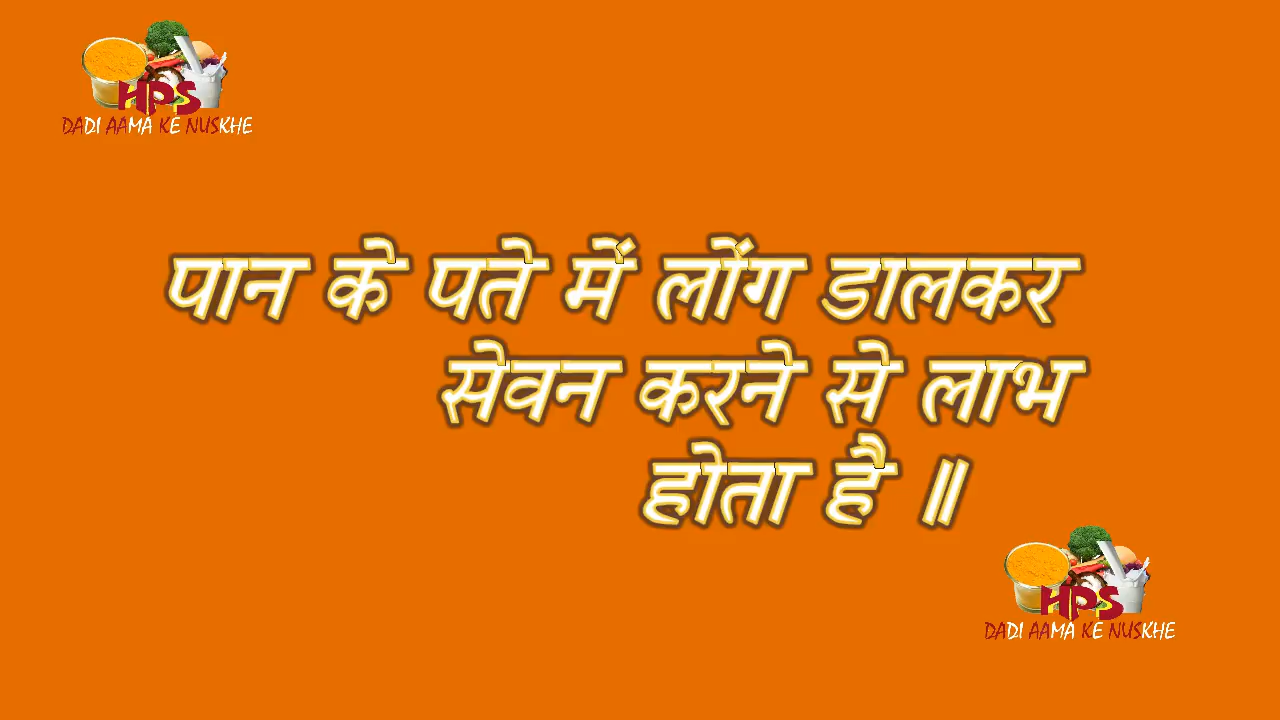 HPS
DADI AAMA KE NUSKHE
पान के पते में लोंग डालकर
सेवन करने से लाभ
होता है ॥
HPS
DADI AAMA KE NUSKHE